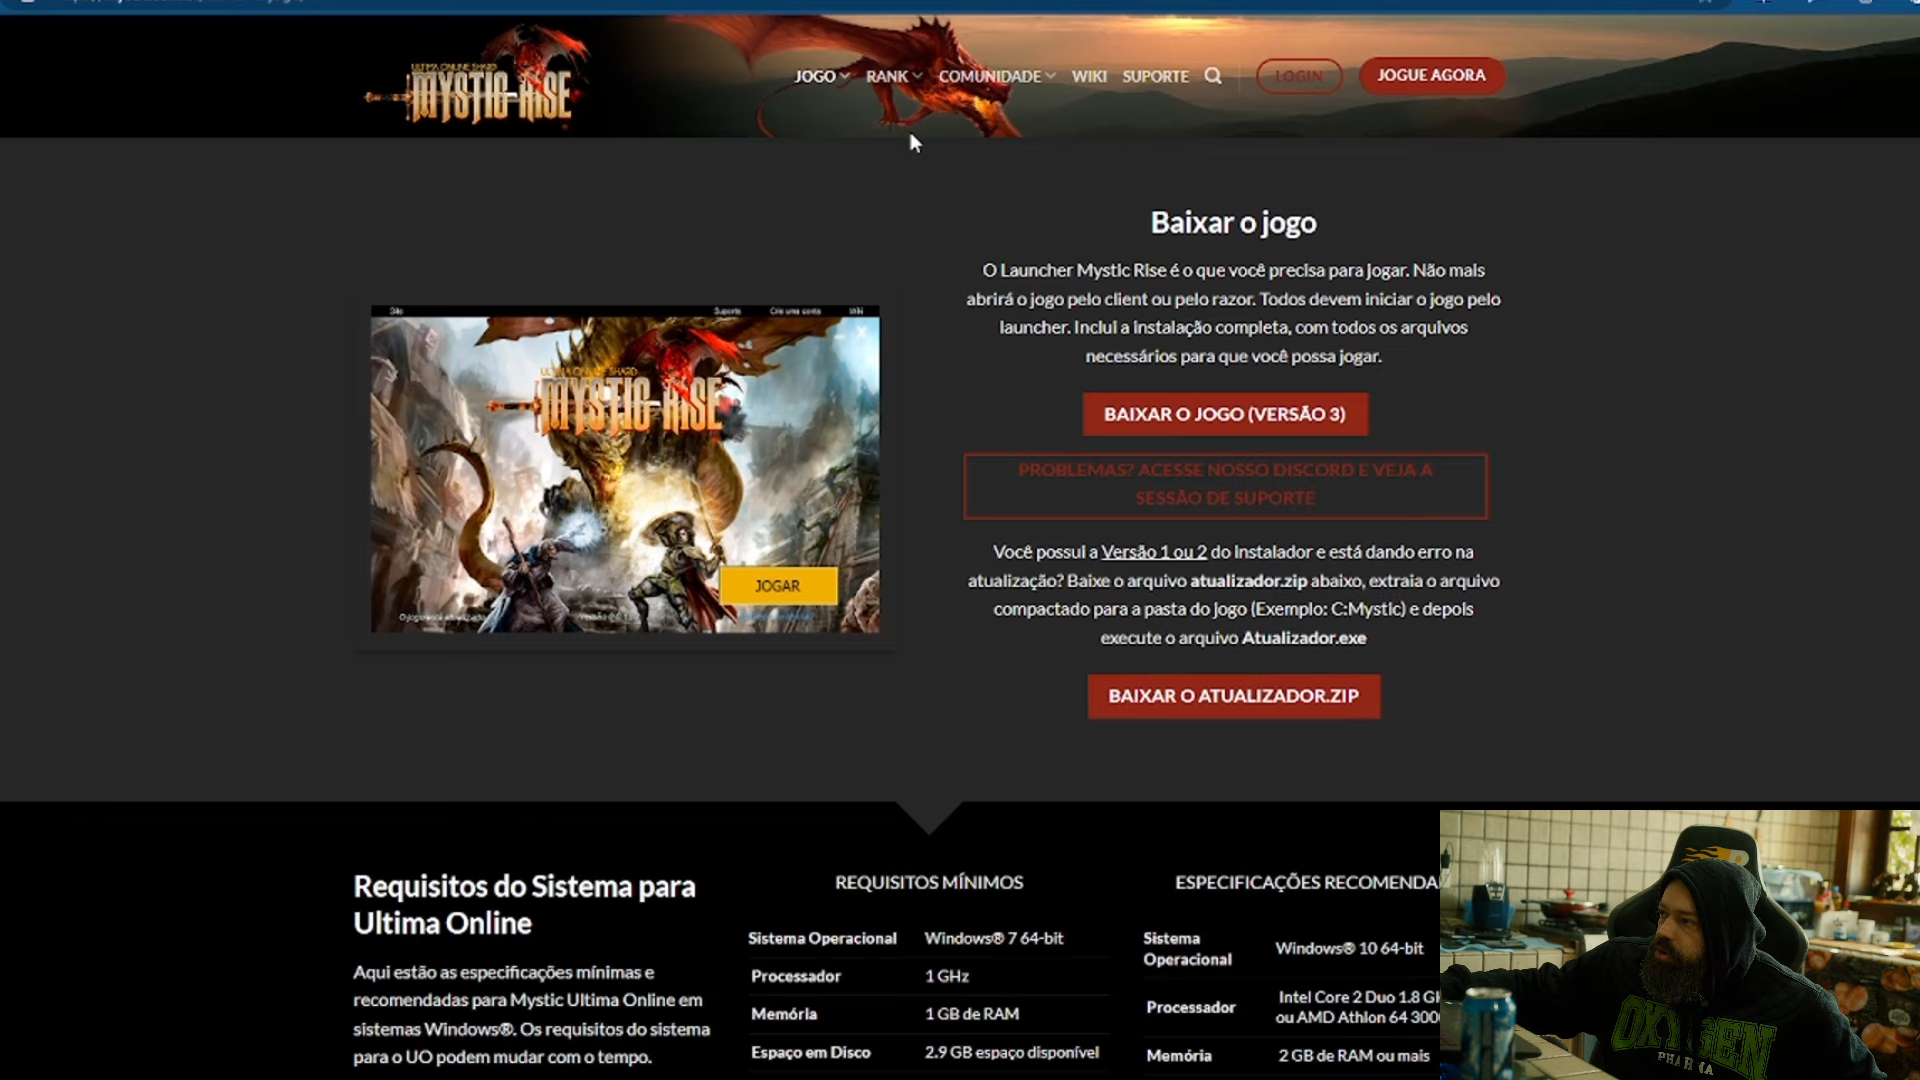 ULTIMA ONLINE SHARD
MYSTIC-RISE
JOGO
RANK
COMUNIDADE
WIKI
SUPORTE
LOGIN
JOGUE AGORA
Baixar o jogo
O Launcher Mystic Rise é o que você precisa para jogar. Não mais
abrirá o jogo pelo client ou pelo razor. Todos devem iniciar o jogo pelo
launcher. Inclui a instalação completa, com todos os arquivos
necessários para que você possa jogar.
BAIXAR O JOGO (VERSÃO 3)
PROBLEMAS? ACESSE NOSSO DISCORD E VEJA A
SESSÃO DE SUPORTE
Você possui a Versão 1 ou 2 do instalador e está dando erro na
atualização? Baixe o arquivo atualizador.zip abaixo, extraia o arquivo
compactado para a pasta do jogo (Exemplo: C:Mystic) e depois
execute o arquivo Atualizador.exe
BAIXAR O ATUALIZADOR.ZIP
Site
Suporte
Crie uma conta
Wiki
ULTIMA ONLINE SHARD
MYSTIC-RISE
JOGAR
Requisitos do Sistema para
Ultima Online
Aqui estão as especificações mínimas e
recomendadas para Mystic Ultima Online em
sistemas Windows®. Os requisitos do sistema
para o UO podem mudar com o tempo.
REQUISITOS MÍNIMOS
Sistema Operacional Windows® 7 64-bit
Processador 1 GHz
Memória 1 GB de RAM
Espaço em Disco 2.9 GB espaço disponível
ESPECIFICAÇÕES RECOMENDA
Sistema
Operacional
Windows® 10 64-bit
Processador
Intel Core 2 Duo 1.8 G
ou AMD Athlon 64 300
Memória 2 GB de RAM ou mais
OXYGEN
PHARMA